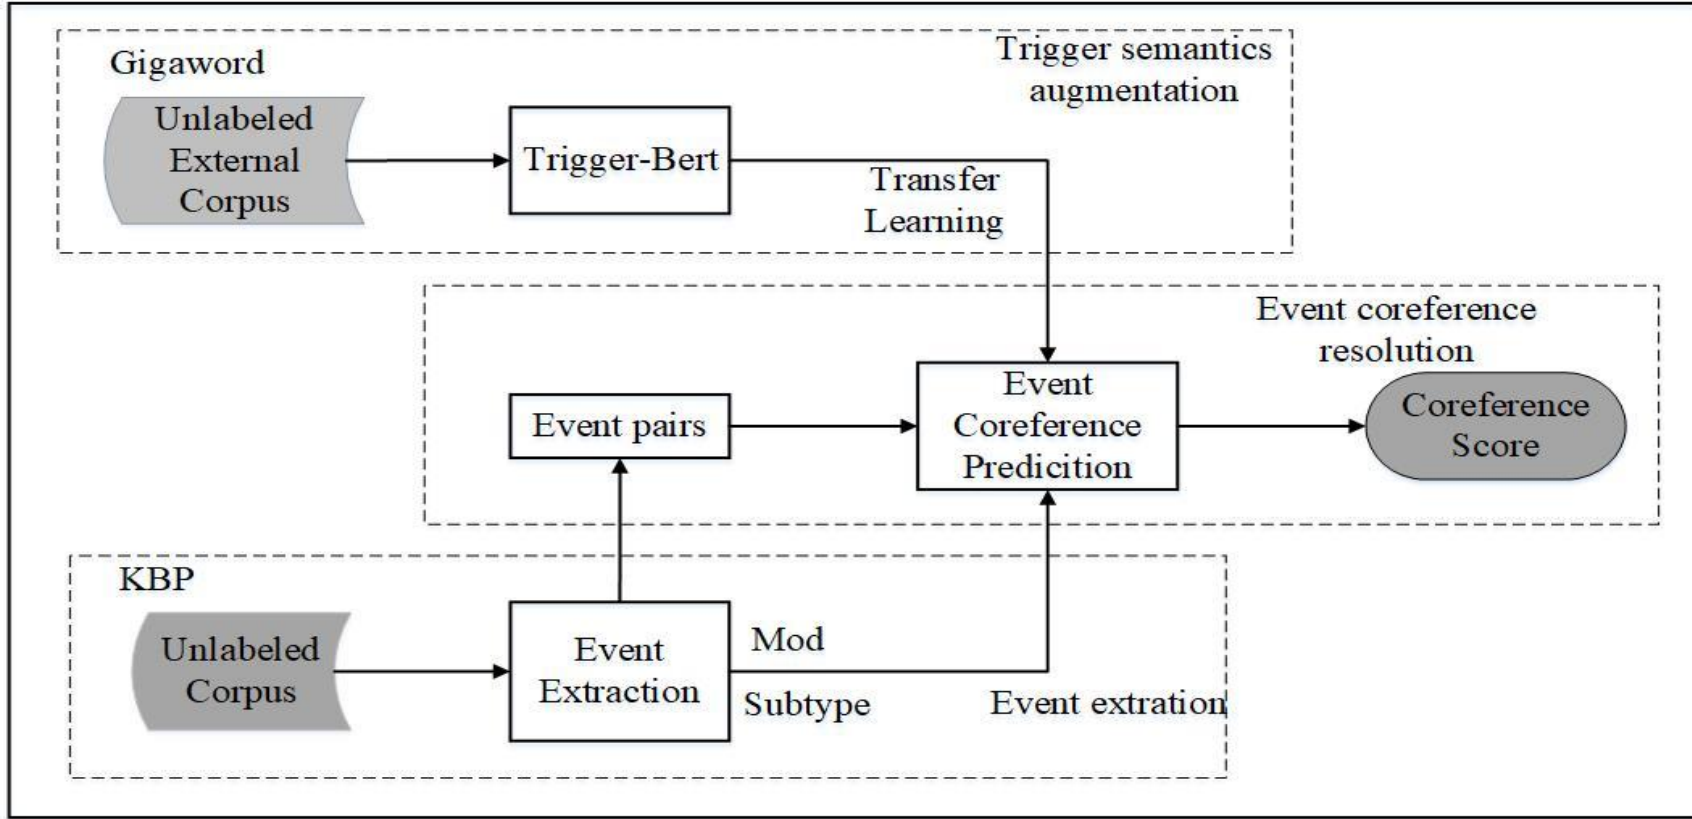 Gigaword
Trigger semantics
augmentation
Unlabeled
External
Corpus
Trigger-Bert
Transfer
Learning
Event coreference
resolution
Event pairs
Event
Coreference
Predicition
Coreference
Score
KBP
Unlabeled
Corpus
Event
Extraction
Mod
Subtype
Event extration